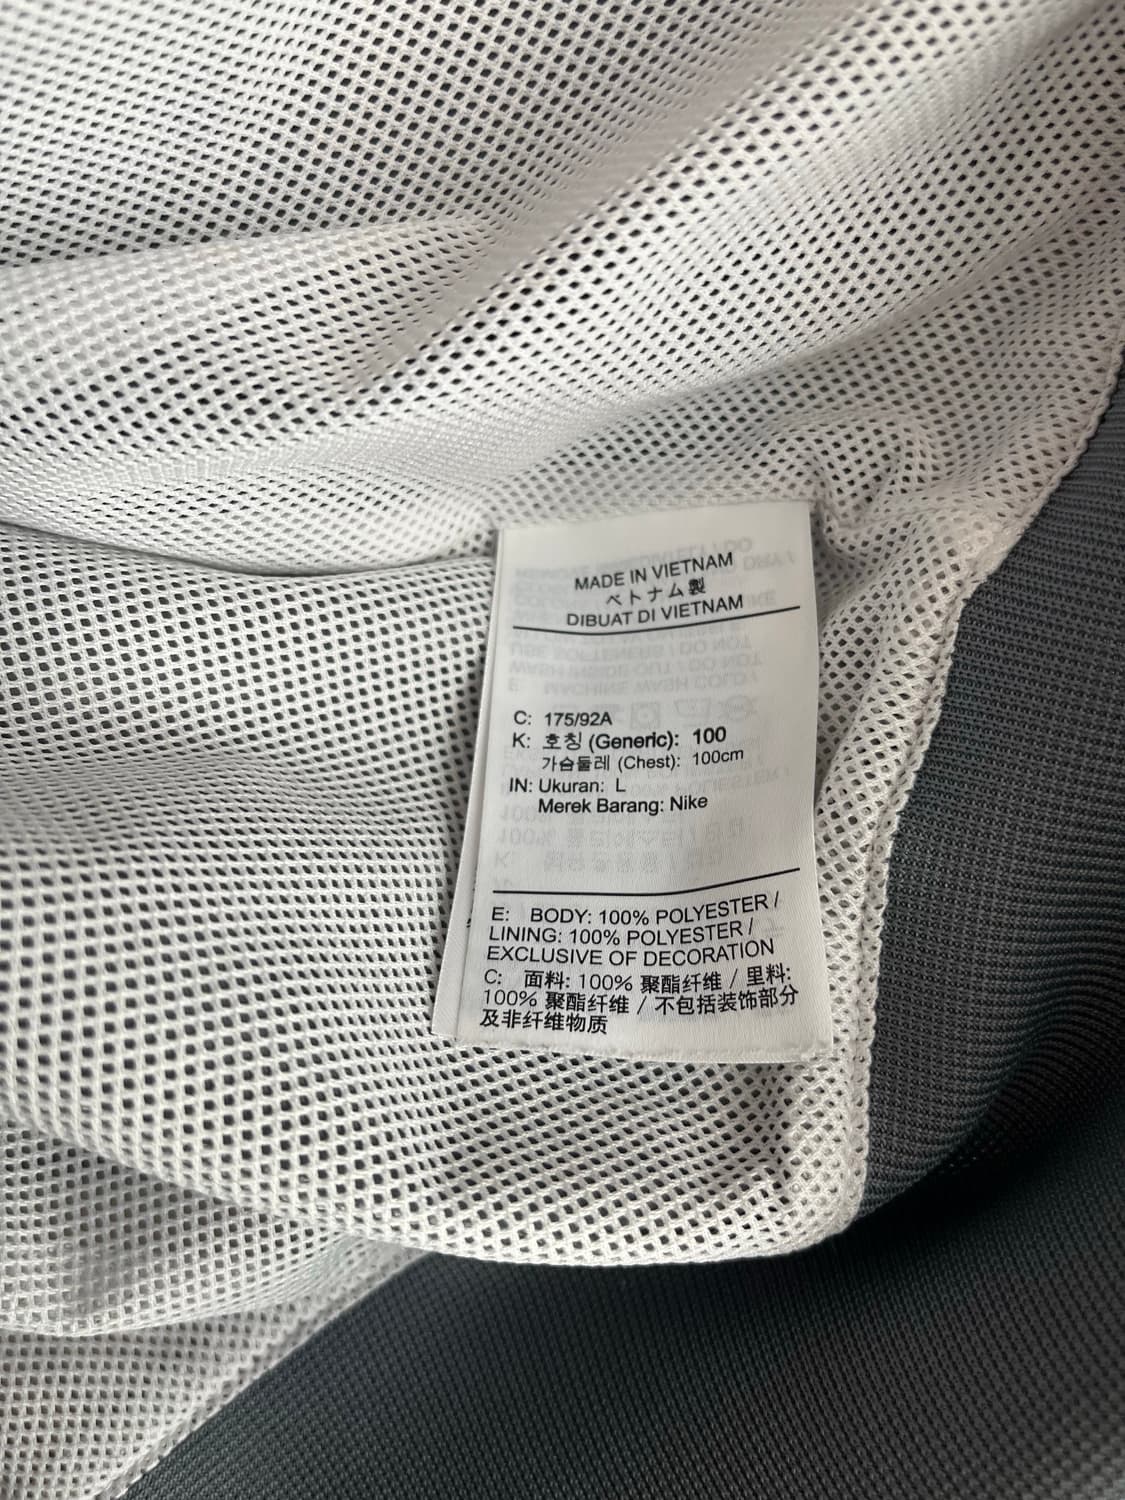 MADE IN VIETNAM
ベトナム製
DIBUAT DI VIETNAM
C: 175/92A
K: 호칭 (Generic): 100
가슴둘레 (Chest): 100cm
IN: Ukuran: L
Merek Barang: Nike
E: BODY: 100% POLYESTER /
LINING: 100% POLYESTER /
EXCLUSIVE OF DECORATION
C: 面料: 100% 聚酯纤维 / 里料:
100% 聚酯纤维 / 不包括装饰部分
及非纤维物质